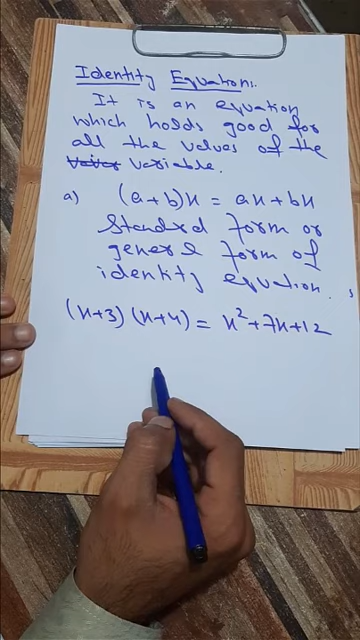 Identity Equation:
It is an equation
which holds good for
all the values of the
variable.
a) (a+b)x = ax+bx
Standard form or
general form of
identity equation.
(x+3)(x+4) = x²+7x+12